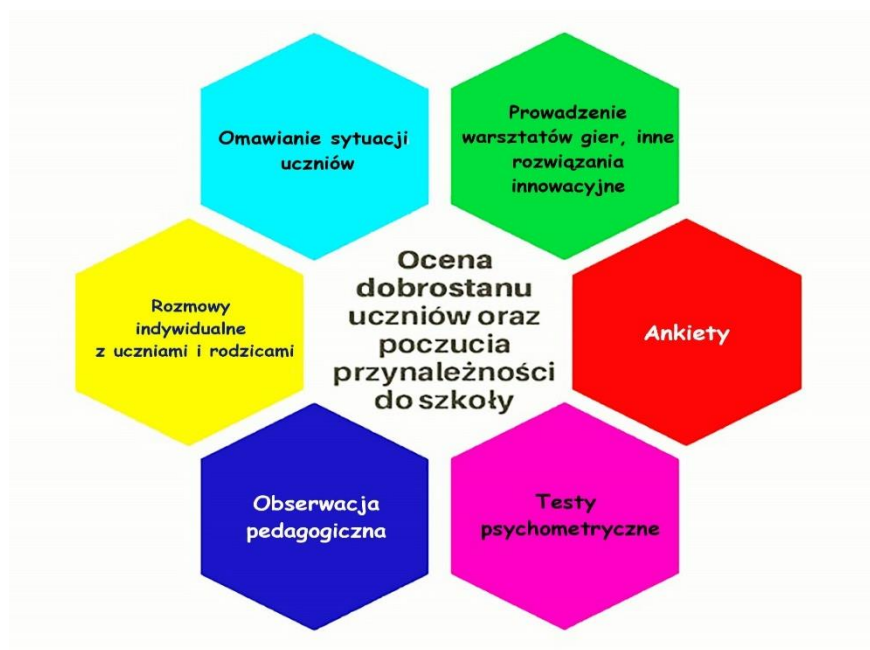 Omawianie sytuacji
uczniów
Prowadzenie
warsztatów gier, inne
rozwiązania
innowacyjne
Rozmowy
indywidualne
z uczniami i rodzicami
Ocena
dobrostanu
uczniów oraz
poczucia
przynależności
do szkoły
Ankiety
Obserwacja
pedagogiczna
Testy
psychometryczne